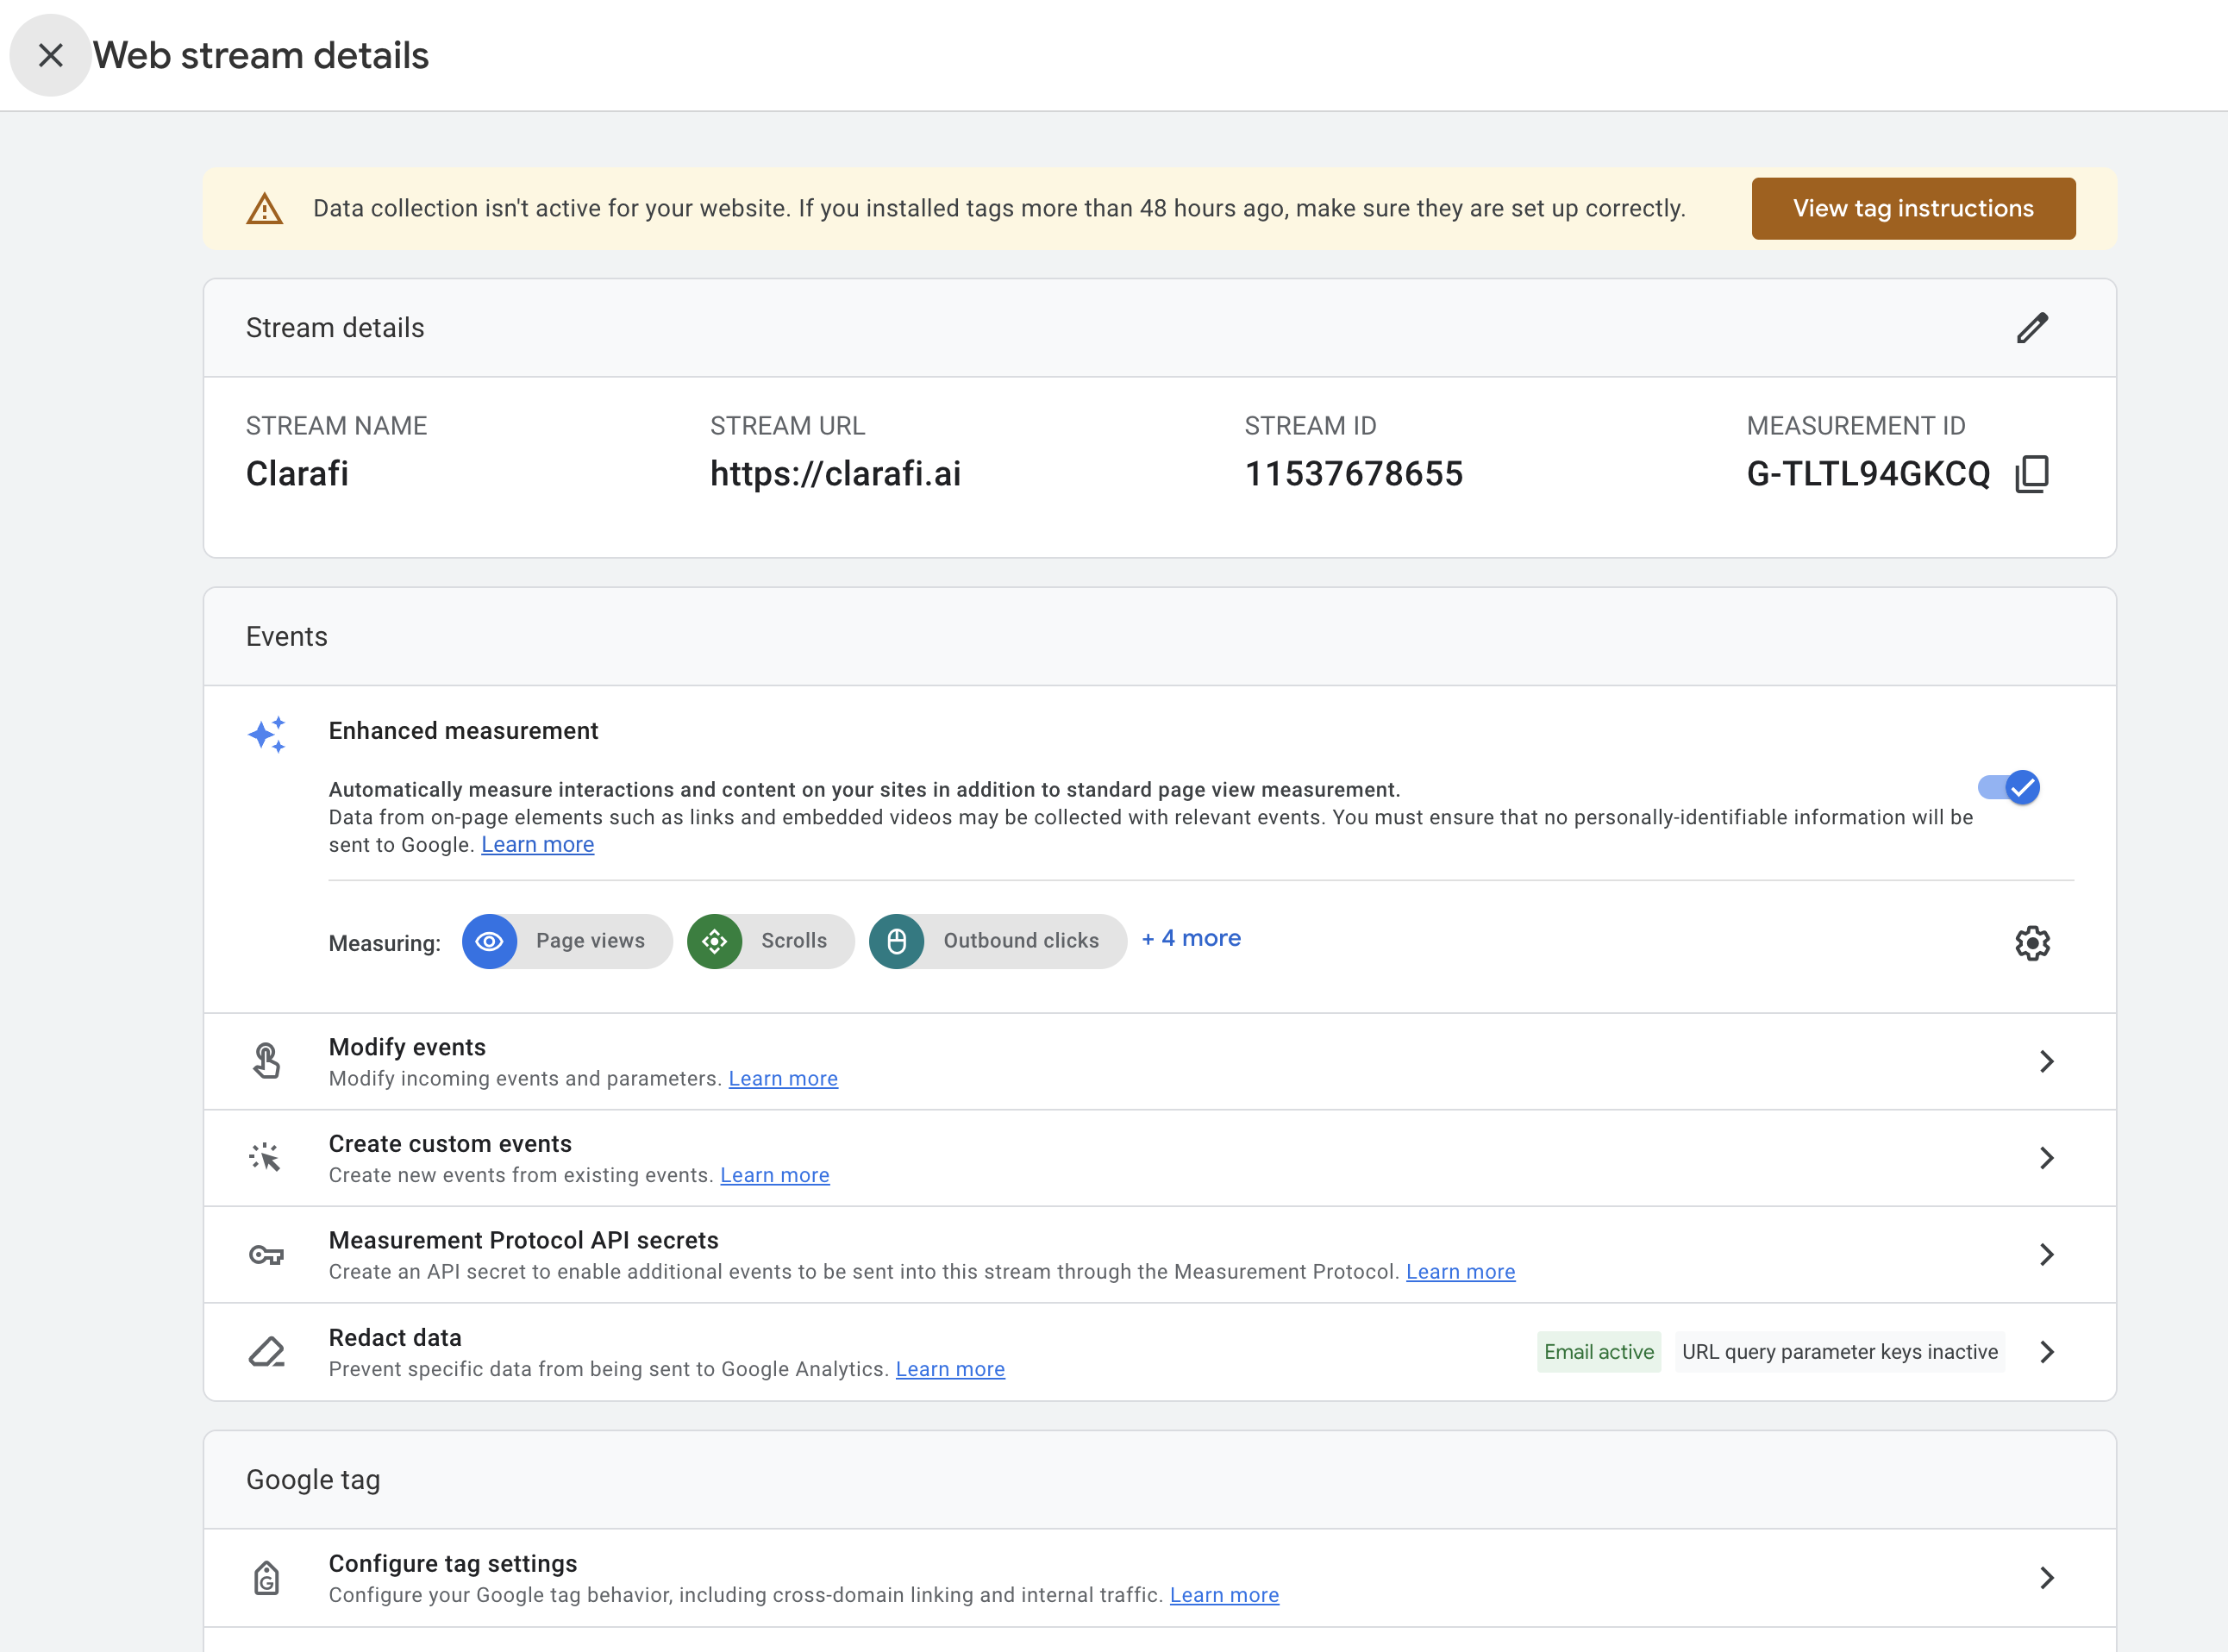 Web stream details
Data collection isn't active for your website. If you installed tags more than 48 hours ago, make sure they are set up correctly.
View tag instructions
Stream details
STREAM NAME
Clarafi
STREAM URL
https://clarafi.ai
STREAM ID
11537678655
MEASUREMENT ID
G-TLTL94GKCQ
Events
Enhanced measurement
Automatically measure interactions and content on your sites in addition to standard page view measurement.
Data from on-page elements such as links and embedded videos may be collected with relevant events. You must ensure that no personally-identifiable information will be
sent to Google. Learn more
Measuring:
Page views
Scrolls
Outbound clicks
+ 4 more
Modify events
Modify incoming events and parameters. Learn more
Create custom events
Create new events from existing events. Learn more
Measurement Protocol API secrets
Create an API secret to enable additional events to be sent into this stream through the Measurement Protocol. Learn more
Redact data
Prevent specific data from being sent to Google Analytics. Learn more
Email active
URL query parameter keys inactive
Google tag
Configure tag settings
Configure your Google tag behavior, including cross-domain linking and internal traffic. Learn more